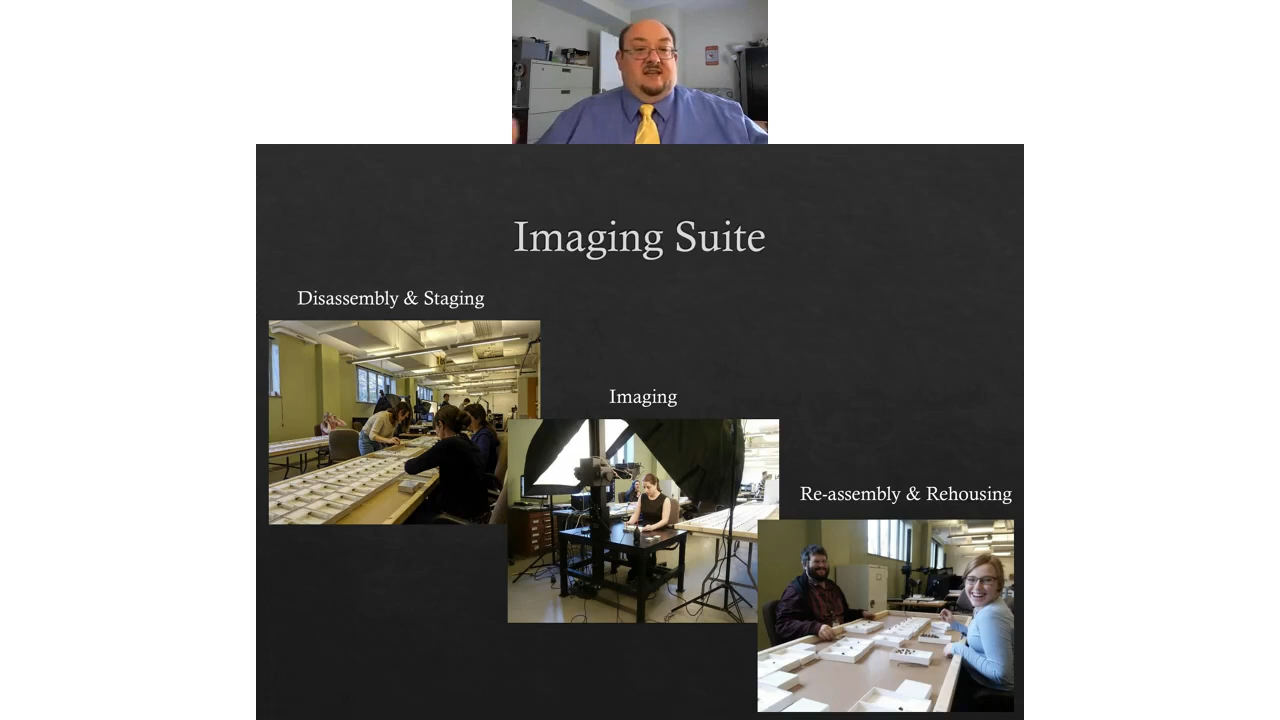 Imaging Suite
Disassembly & Staging
Imaging
Re-assembly & Rehousing